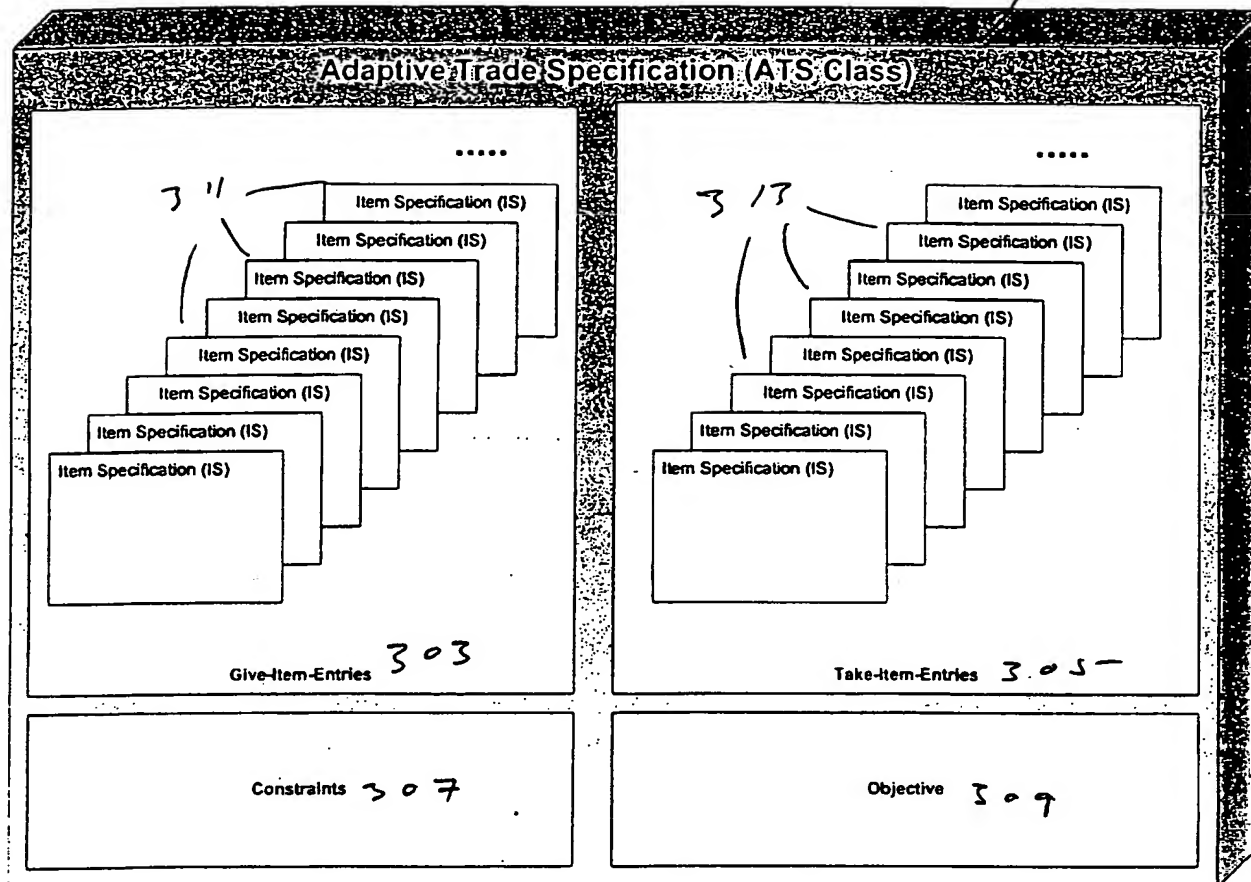 Adaptive Trade Specification (ATS Class)
.....
311
Item Specification (IS)
Item Specification (IS)
Item Specification (IS)
Item Specification (IS)
Item Specification (IS)
Item Specification (IS)
Item Specification (IS)
Item Specification (IS)
Give-Item-Entries 303
.....
313
Item Specification (IS)
Item Specification (IS)
Item Specification (IS)
Item Specification (IS)
Item Specification (IS)
Item Specification (IS)
Item Specification (IS)
Item Specification (IS)
Take-Item-Entries 305
Constraints 307
Objective 309